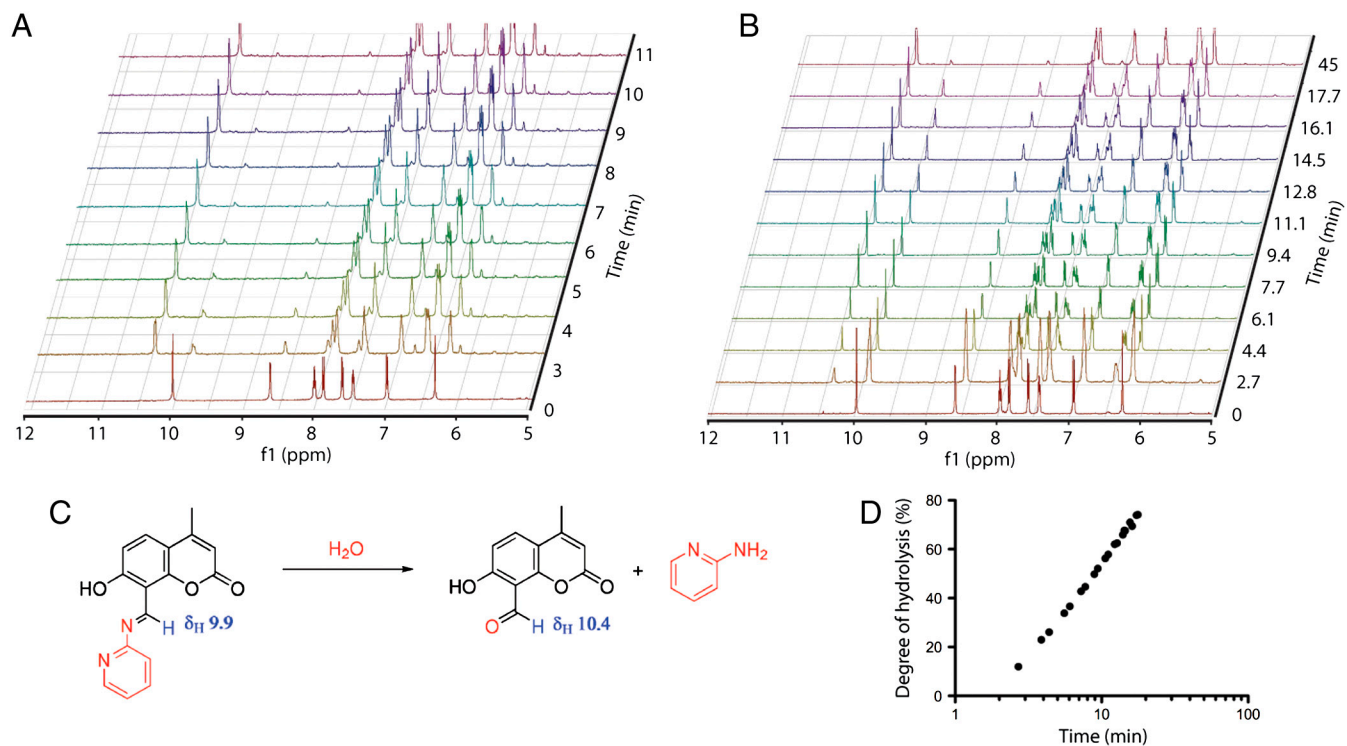 A
11
10
9
8
7
6
5
4
3
0
Time (min)
12 11 10 9 8 7 6 5
f1 (ppm)
B
45
17.7
16.1
14.5
12.8
11.1
9.4
7.7
6.1
4.4
2.7
0
Time (min)
12 11 10 9 8 7 6 5
f1 (ppm)
C
HO O O
N H δH 9.9
N
H2O
HO O O
O H δH 10.4
+
N NH2
D
Degree of hydrolysis (%)
80
60
40
20
0
1 10 100
Time (min)